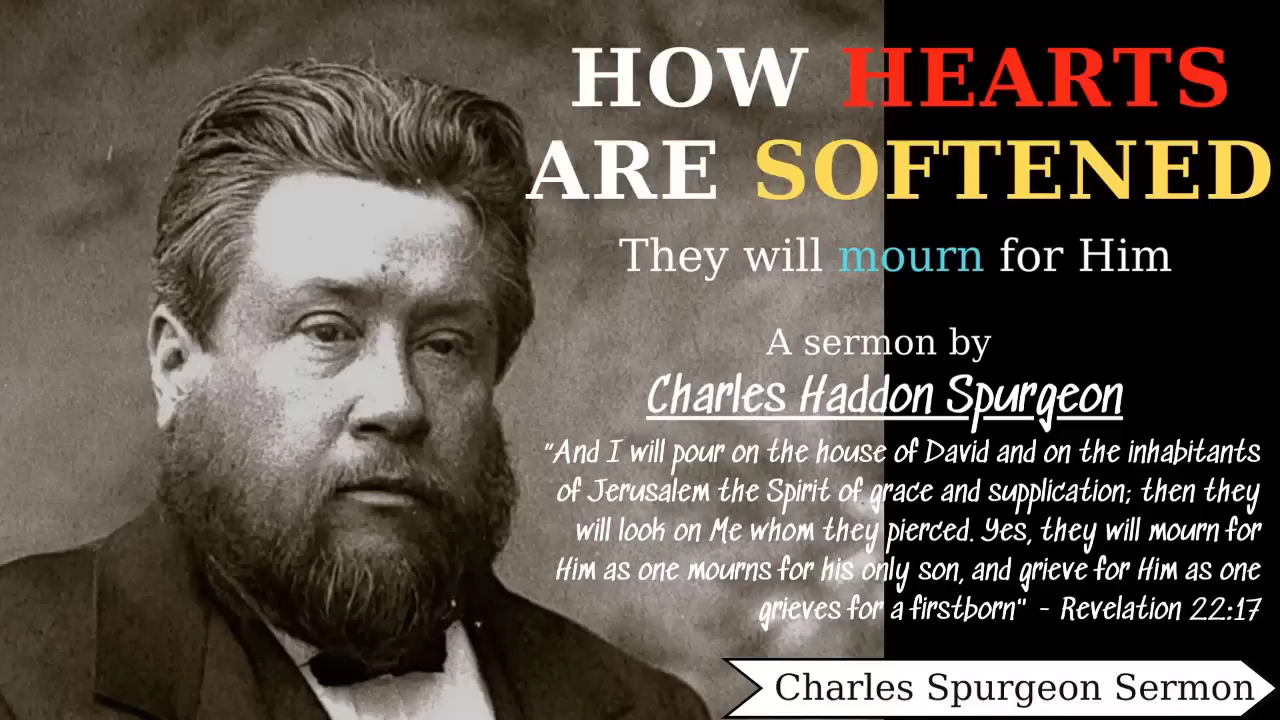 HOW HEARTS
ARE SOFTENED
They will mourn for Him
A sermon by
Charles Haddon Spurgeon
"And I will pour on the house of David and on the inhabitants
of Jerusalem the Spirit of grace and supplication; then they
will look on Me whom they pierced. Yes, they will mourn for
Him as one mourns for his only son, and grieve for Him as one
grieves for a firstborn" - Revelation 22:17
Charles Spurgeon Sermon